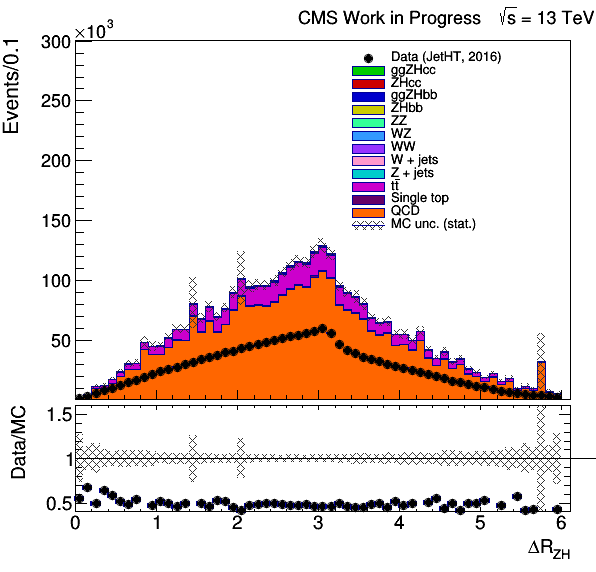 CMS Work in Progress √s = 13 TeV
×10³
Events/0.1
300
250
200
150
100
50
Data (JetHT, 2016)
ggZHcc
ZHcc
ggZHbb
ZHbb
ZZ
WZ
WW
W + jets
Z + jets
tt̄
Single top
QCD
MC unc. (stat.)
Data/MC
1.5
1
0.5
0 1 2 3 4 5 6
ΔR_ZH